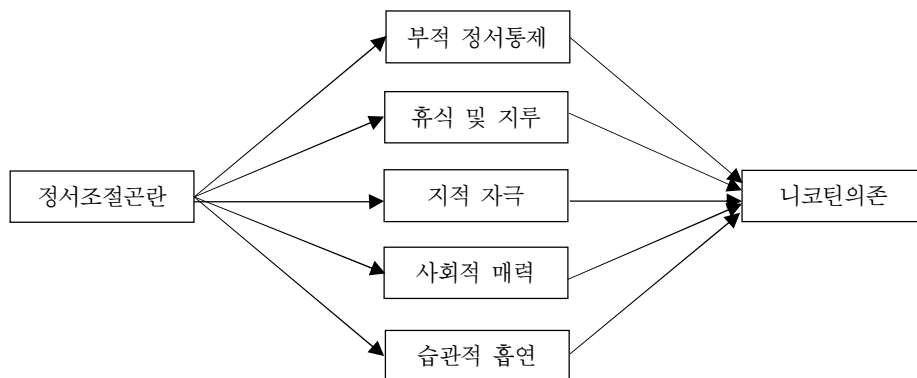 부적 정서통제
휴식 및 지루
정서조절곤란
지적 자극
니코틴의존
사회적 매력
습관적 흡연